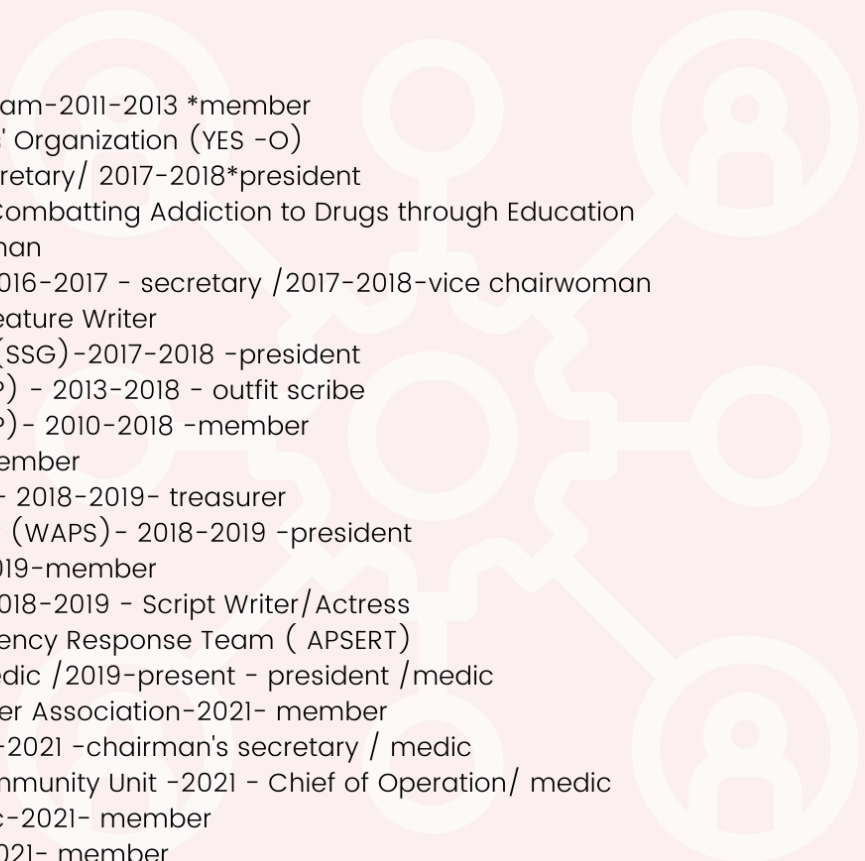 am-2011-2013 *member
s' Organization (YES -O)
retary/ 2017-2018*president
Combatting Addiction to Drugs through Education
man
016-2017 - secretary /2017-2018-vice chairwoman
eature Writer
(SSG)-2017-2018 -president
P) - 2013-2018 - outfit scribe
P)- 2010-2018 -member
ember
- 2018-2019- treasurer
(WAPS)- 2018-2019 -president
019-member
018-2019 - Script Writer/Actress
ency Response Team ( APSERT)
edic /2019-present - president /medic
er Association-2021- member
-2021 -chairman's secretary / medic
mmunity Unit -2021 - Chief of Operation/ medic
c-2021- member
021- member